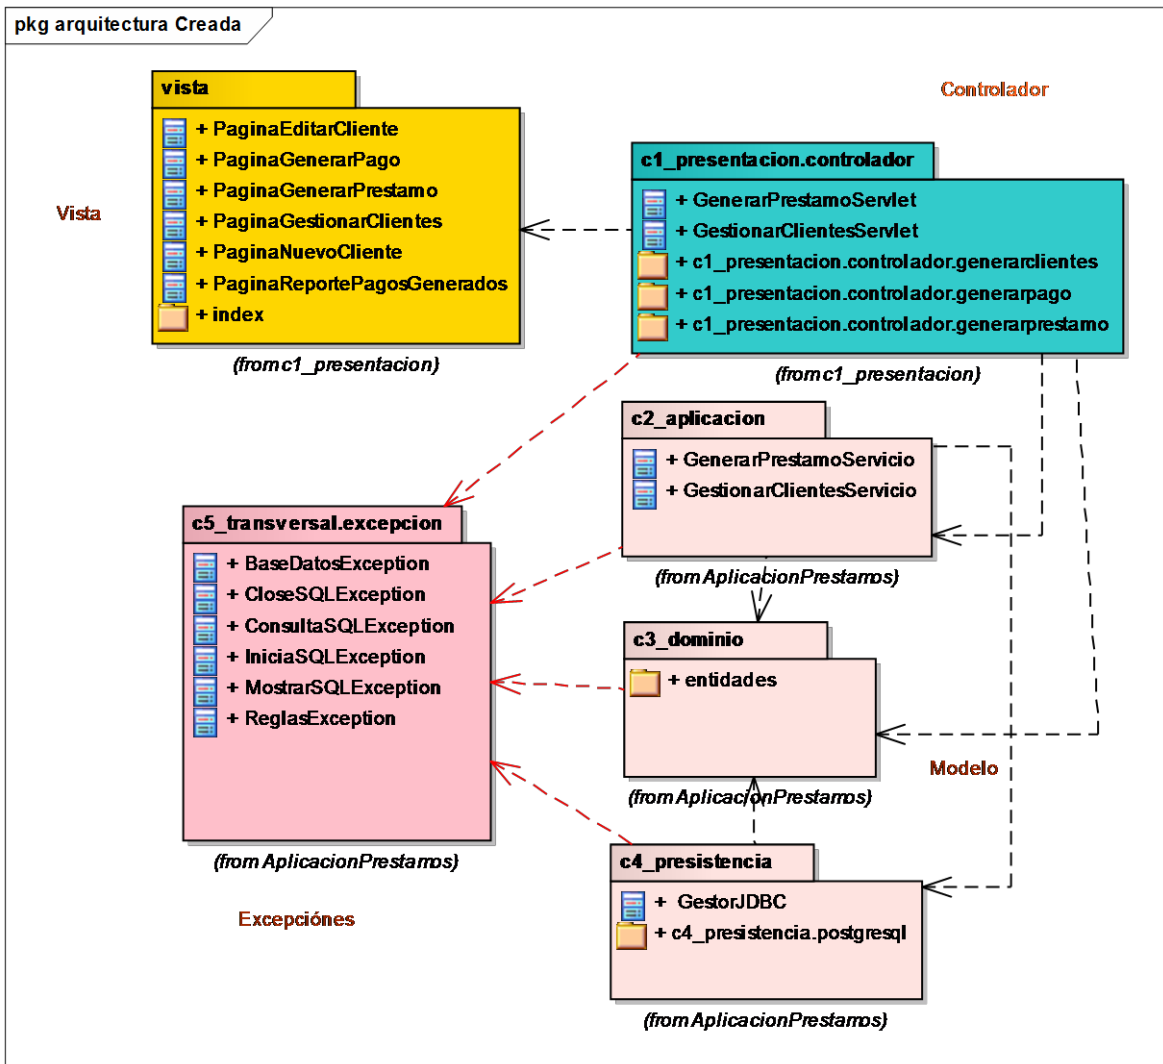 pkg arquitectura Creada
vista
+ PaginaEditarCliente
+ PaginaGenerarPago
+ PaginaGenerarPrestamo
+ PaginaGestionarClientes
+ PaginaNuevoCliente
+ PaginaReportePagosGenerados
+ index
(from c1_presentacion)
Vista
Controlador
c1_presentacion.controlador
+ GenerarPrestamoServlet
+ GestionarClientesServlet
+ c1_presentacion.controlador.generarclientes
+ c1_presentacion.controlador.generarpago
+ c1_presentacion.controlador.generarprestamo
(from c1_presentacion)
c2_aplicacion
+ GenerarPrestamoServicio
+ GestionarClientesServicio
(from AplicacionPrestamos)
c5_transversal.excepcion
+ BaseDatosException
+ CloseSQLException
+ ConsultaSQLException
+ IniciaSQLException
+ MostrarSQLException
+ ReglasException
(from AplicacionPrestamos)
Excepciónes
c3_dominio
+ entidades
(from AplicacionPrestamos)
Modelo
c4_presistencia
+ GestorJDBC
+ c4_presistencia.postgresql
(from AplicacionPrestamos)